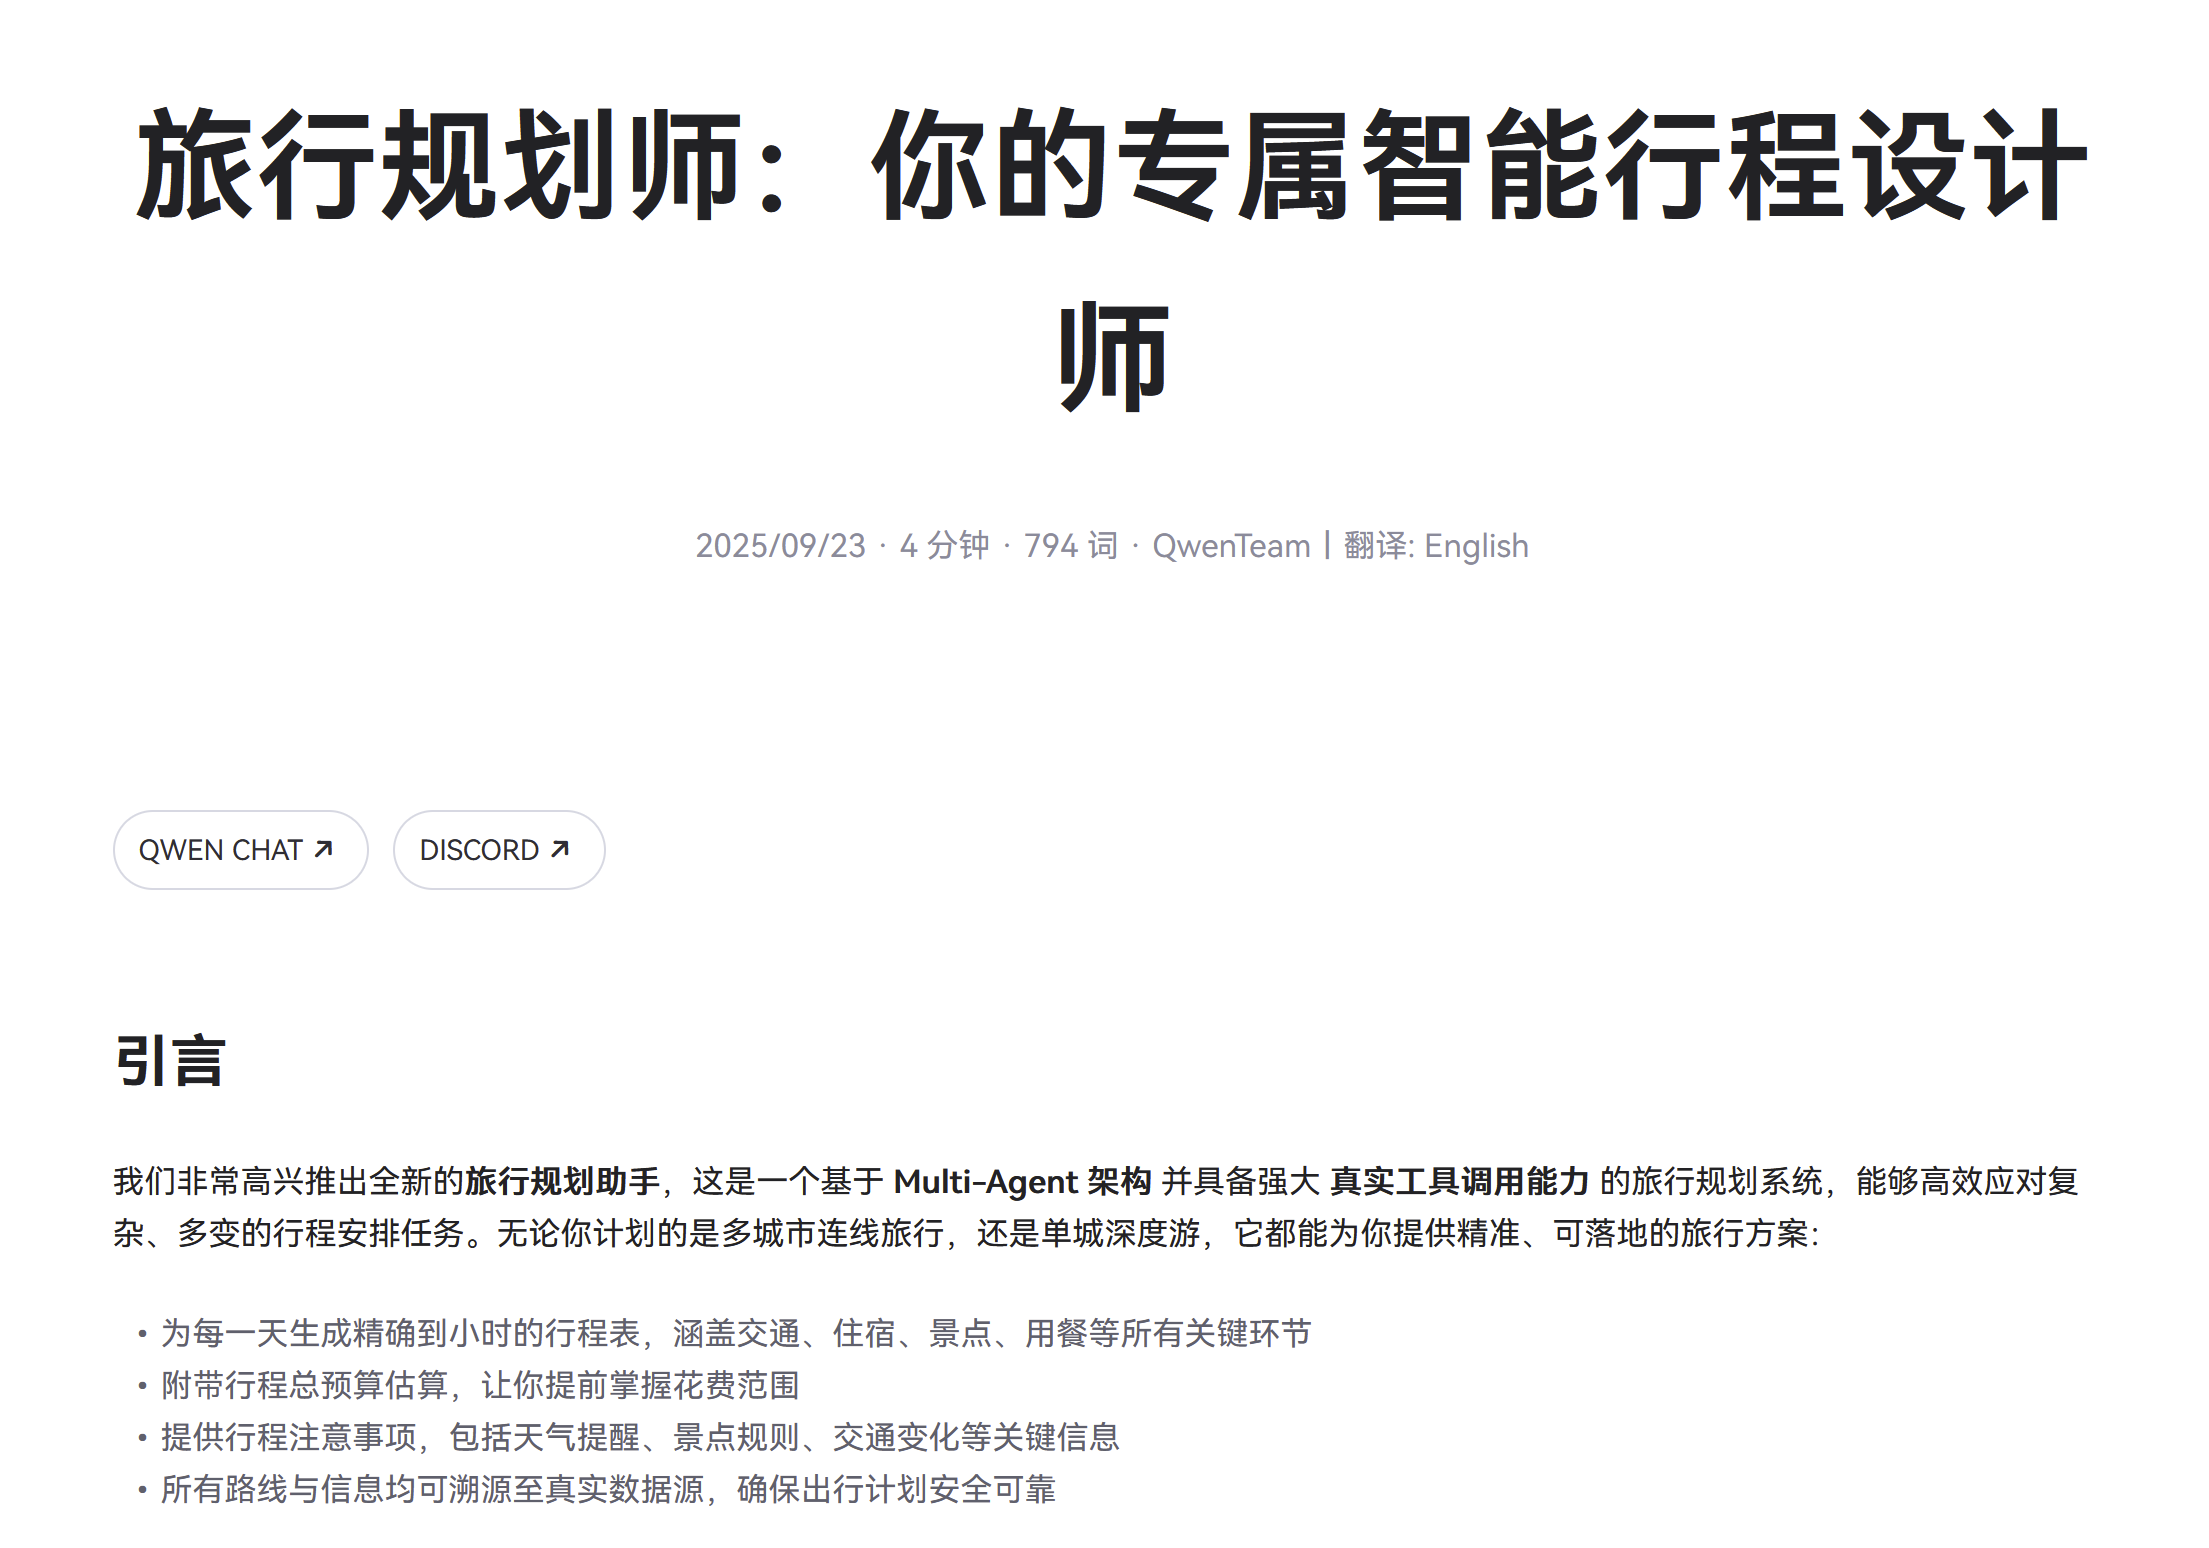 旅行规划师：你的专属智能行程设计
师
2025/09/23 · 4 分钟 · 794 词 · QwenTeam | 翻译: English
QWEN CHAT ↗ DISCORD ↗
引言
我们非常高兴推出全新的旅行规划助手，这是一个基于 Multi-Agent 架构 并具备强大 真实工具调用能力 的旅行规划系统，能够高效应对复
杂、多变的行程安排任务。无论你计划的是多城市连线旅行，还是单城深度游，它都能为你提供精准、可落地的旅行方案：
• 为每一天生成精确到小时的行程表，涵盖交通、住宿、景点、用餐等所有关键环节
• 附带行程总预算估算，让你提前掌握花费范围
• 提供行程注意事项，包括天气提醒、景点规则、交通变化等关键信息
• 所有路线与信息均可溯源至真实数据源，确保出行计划安全可靠